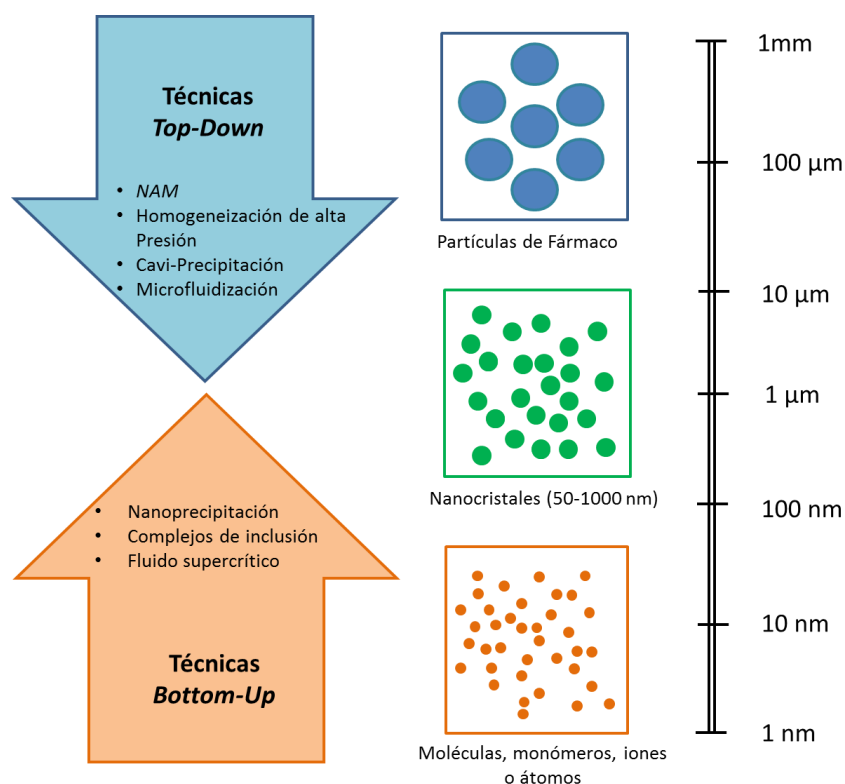 Técnicas
Top-Down
• NAM
• Homogeneización de alta
Presión
• Cavi-Precipitación
• Microfluidización
• Nanoprecipitación
• Complejos de inclusión
• Fluido supercrítico
Técnicas
Bottom-Up
Partículas de Fármaco
Nanocristales (50-1000 nm)
Moléculas, monómeros, iones
o átomos
1mm
100 µm
10 µm
1 µm
100 nm
10 nm
1 nm